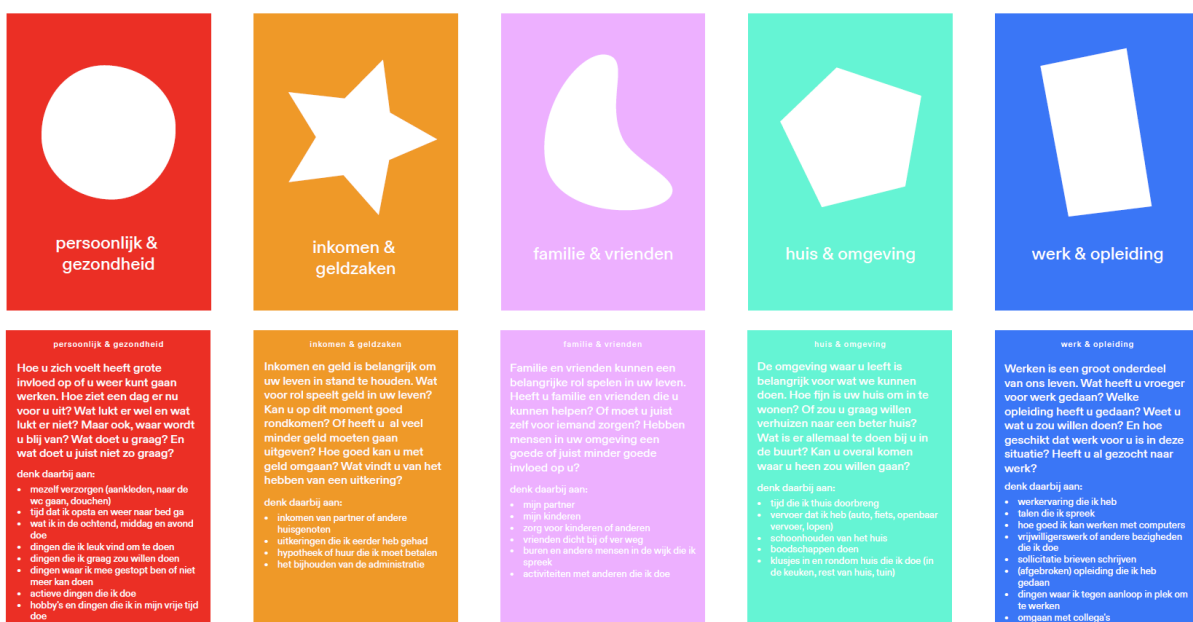 persoonlijk &
gezondheid
inkomen &
geldzaken
familie & vrienden
huis & omgeving
werk & opleiding
persoonlijk & gezondheid
Hoe u zich voelt heeft grote
invloed op of u weer kunt gaan
werken. Hoe ziet een dag er nu
voor u uit? Wat lukt er wel en wat
lukt er niet? Maar ook, waar wordt
u blij van? Wat doet u graag? En
wat doet u juist niet zo graag?
denk daarbij aan:
• mezelf verzorgen (aankleden, naar de
wc gaan, douchen)
• tijd dat ik opsta en weer naar bed ga
• wat ik in de ochtend, middag en avond
doe
• dingen die ik leuk vind om te doen
• dingen die ik graag zou willen doen
• dingen waar ik mee gestopt ben of niet
meer kan doen
• actieve dingen die ik doe
• hobby's en dingen die ik in mijn vrije tijd
doe
inkomen & geldzaken
Inkomen en geld is belangrijk om
uw leven in stand te houden. Wat
voor rol speelt geld in uw leven?
Kan u op dit moment goed
rondkomen? Of heeft u al veel
minder geld moeten gaan
uitgeven? Hoe goed kan u met
geld omgaan? Wat vindt u van het
hebben van een uitkering?
denk daarbij aan:
• inkomen van partner of andere
huisgenoten
• uitkeringen die ik eerder heb gehad
• hypotheek of huur die ik moet betalen
• het bijhouden van de administratie
familie & vrienden
Familie en vrienden kunnen een
belangrijke rol spelen in uw leven.
Heeft u familie en vrienden die u
kunnen helpen? Of moet u juist
zelf voor iemand zorgen? Hebben
mensen in uw omgeving een
goede of juist minder goede
invloed op u?
denk daarbij aan:
• mijn partner
• mijn kinderen
• zorg voor kinderen of anderen
• vrienden dicht bij of ver weg
• buren en andere mensen in de wijk die ik
spreek
• activiteiten met anderen die ik doe
huis & omgeving
De omgeving waar u leeft is
belangrijk voor wat we kunnen
doen. Hoe fijn is uw huis om in te
wonen? Of zou u graag willen
verhuizen naar een beter huis?
Wat is er allemaal te doen bij u in
de buurt? Kan u overal komen
waar u heen zou willen gaan?
denk daarbij aan:
• tijd die ik thuis doorbreng
• vervoer dat ik heb (auto, fiets, openbaar
vervoer, lopen)
• schoonhouden van het huis
• boodschappen doen
• klusjes in en rondom huis die ik doe (in
de keuken, rest van huis, tuin)
werk & opleiding
Werken is een groot onderdeel
van ons leven. Wat heeft u vroeger
voor werk gedaan? Welke
opleiding heeft u gedaan? Weet u
wat u zou willen doen? En hoe
geschikt dat werk voor u is in deze
situatie? Heeft u al gezocht naar
werk?
denk daarbij aan:
• werkervaring die ik heb
• talen die ik spreek
• hoe goed ik kan werken met computers
• vrijwilligerswerk of andere bezigheden
die ik doe
• sollicitatie brieven schrijven
• (afgebroken) opleiding die ik heb
gedaan
• dingen waar ik tegen aanloop in plek om
te werken
• omgaan met collega's